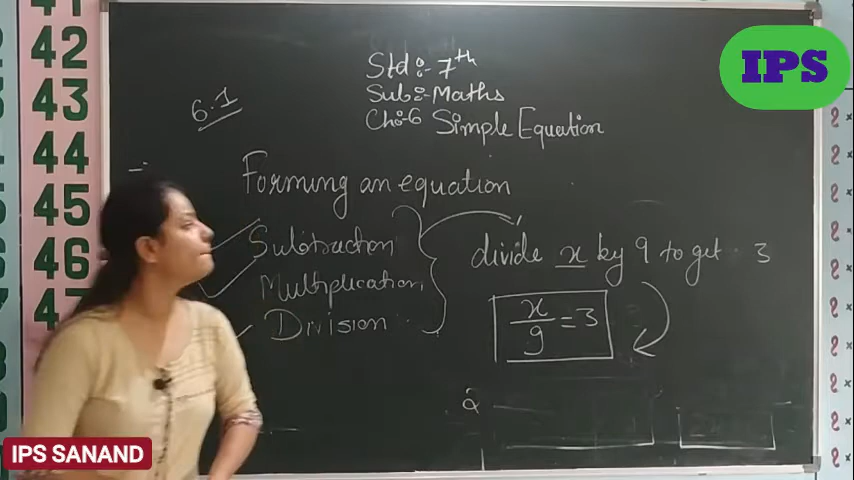 41
42
43
44
45
46
47
IPS
Std:- 7th
Sub:- Maths
Ch:-6 Simple Equation
6.1
Forming an equation
Subtraction
Multiplication
Division
divide x by 9 to get 3
x/9 = 3
IPS SANAND